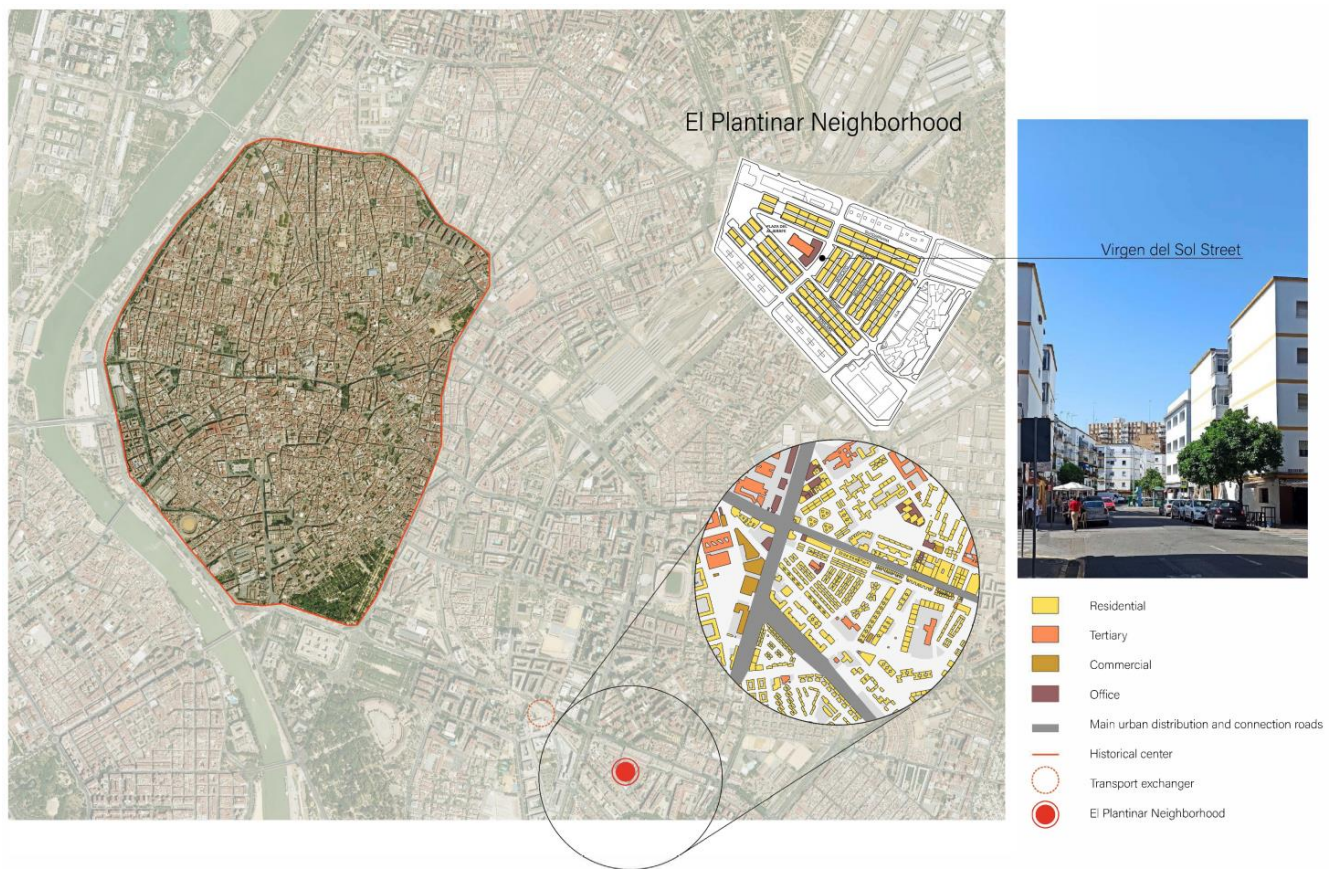 El Plantinar Neighborhood
Virgen del Sol Street
Residential
Tertiary
Commercial
Office
Main urban distribution and connection roads
Historical center
Transport exchanger
El Plantinar Neighborhood